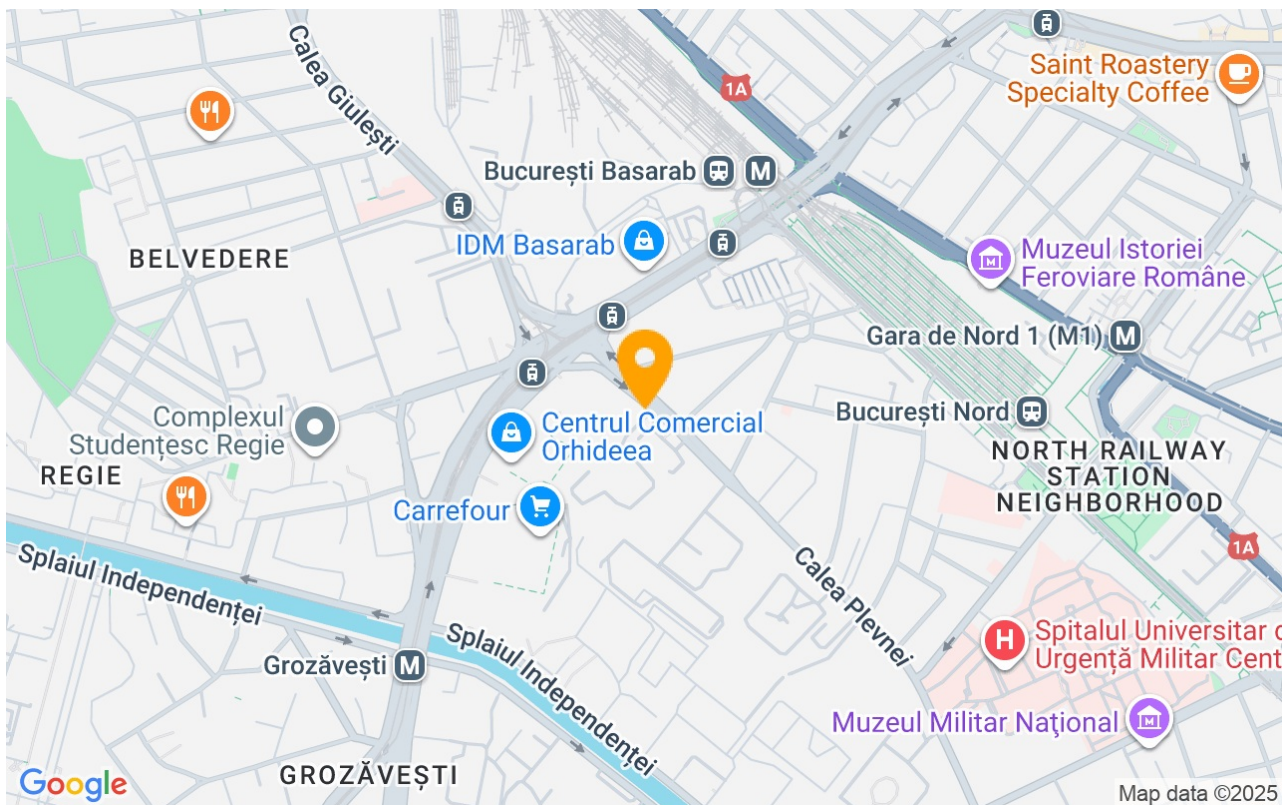 Calea Giulești
Saint Roastery
Specialty Coffee
1A
București Basarab
M
IDM Basarab
BELVEDERE
Muzeul Istoriei
Feroviare Române
Gara de Nord 1 (M1)
M
București Nord
Complexul
Studențesc Regie
Centrul Comercial
Orhideea
REGIE
NORTH RAILWAY
STATION
NEIGHBORHOOD
Carrefour
1A
Splaiul Independenței
Calea Plevnei
Splaiul Independenței
H
Spitalul Universitar d
Urgență Militar Cent
Grozăvești
M
Muzeul Militar Naţional
GROZĂVEȘTI
Google
Map data ©2025